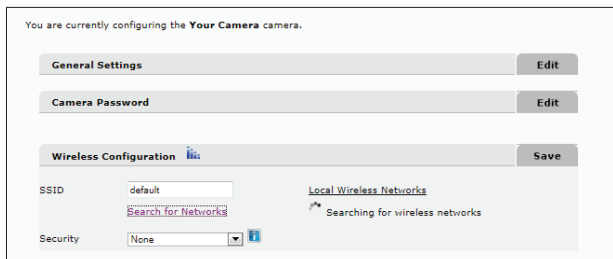 You are currently configuring the Your Camera camera.
General Settings Edit
Camera Password Edit
Wireless Configuration Save
SSID default Local Wireless Networks
Search for Networks Searching for wireless networks
Security None